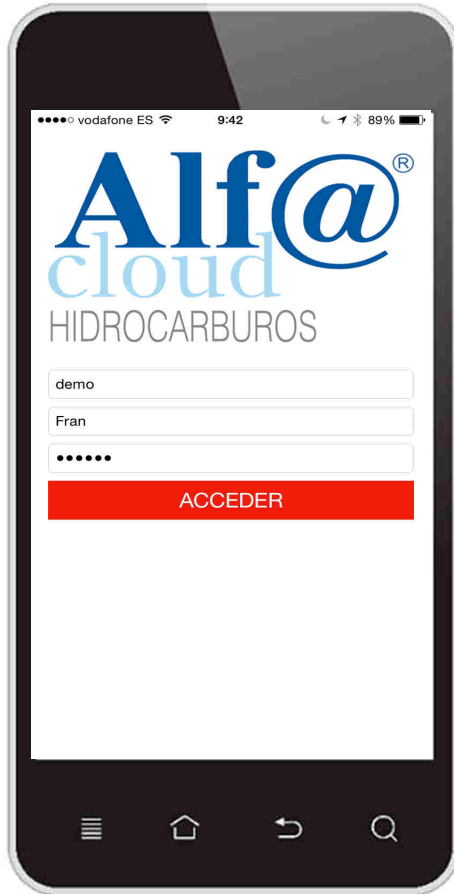 ●●●●○ vodafone ES 9:42 89%
Alf@®
cloud
HIDROCARBUROS
demo
Fran
●●●●●●
ACCEDER